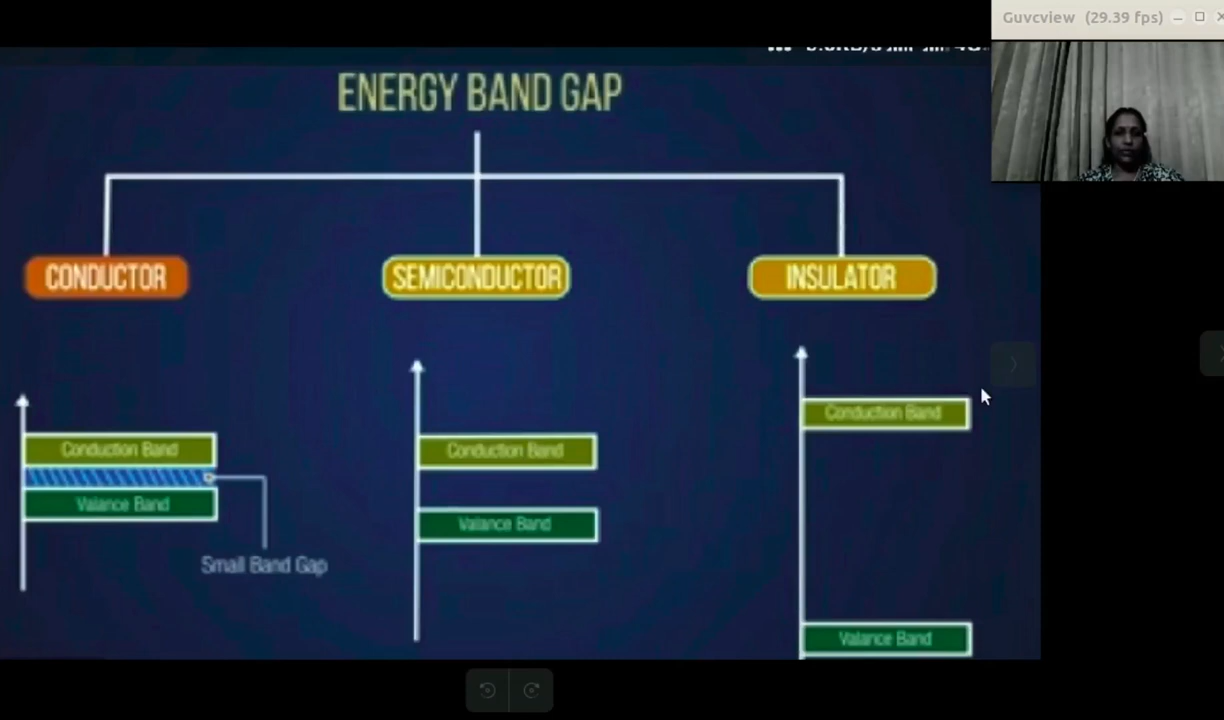 Guvcview (29.39 fps)
ENERGY BAND GAP
CONDUCTOR
SEMICONDUCTOR
INSULATOR
Conduction Band
Valance Band
Small Band Gap
Conduction Band
Valance Band
Conduction Band
Valance Band